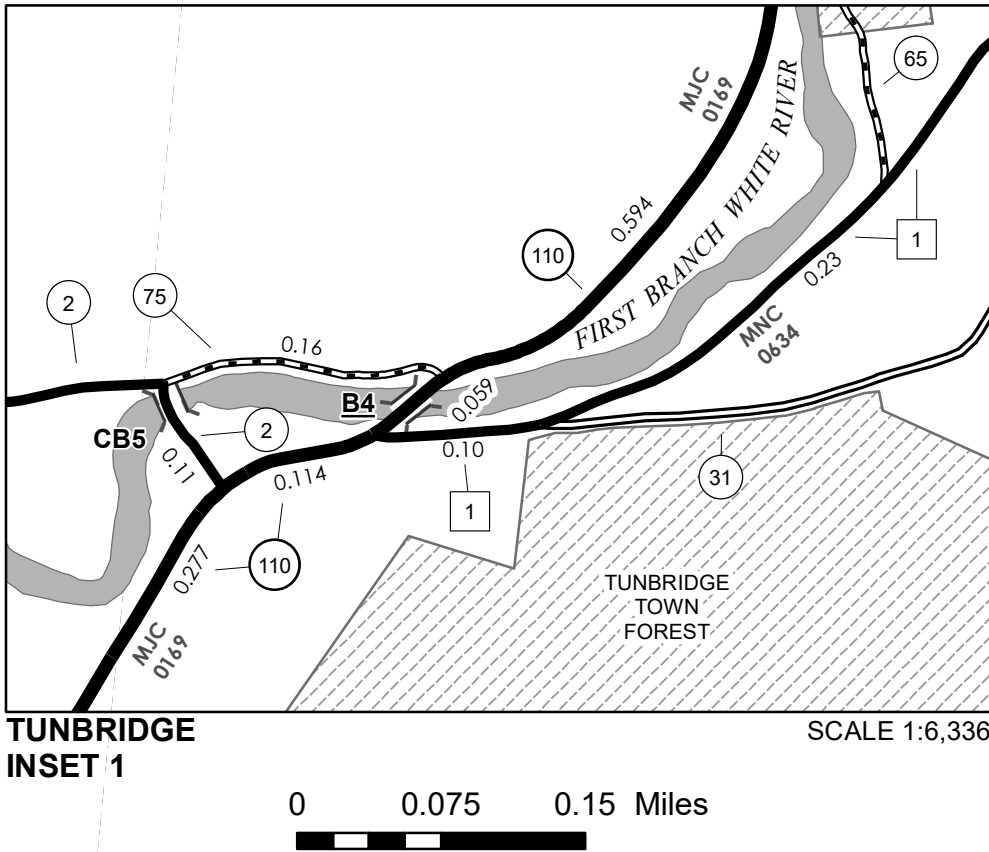 MJC
0169
65
FIRST BRANCH WHITE RIVER
0.594
110
1
0.23
2
75
MNC
0634
0.16
B4
0.059
CB5
2
0.11
0.10
0.114
31
1
110
0.277
TUNBRIDGE
TOWN
FOREST
MJC
0169
TUNBRIDGE
INSET 1
SCALE 1:6,336
0 0.075 0.15 Miles